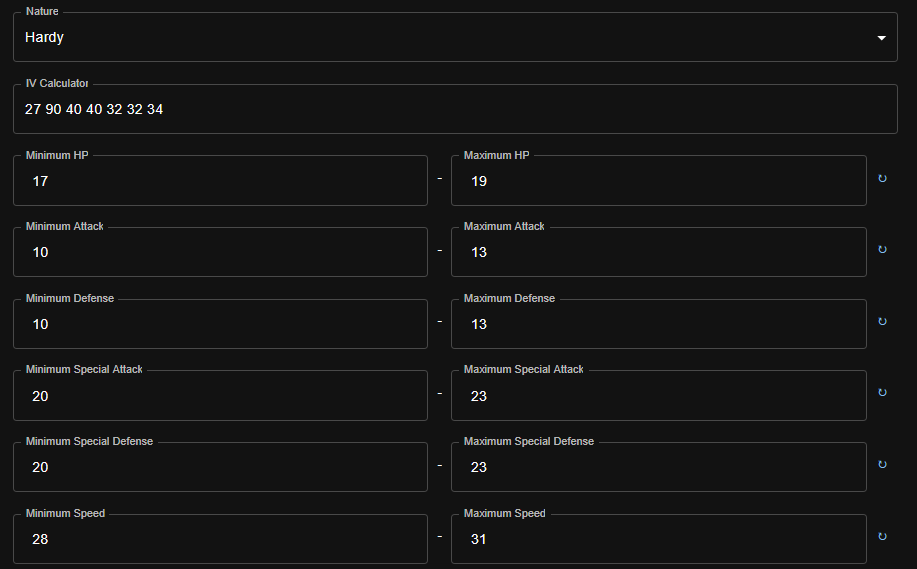 Nature
Hardy
IV Calculator
27 90 40 40 32 32 34
Minimum HP
17
-
Maximum HP
19
↻
Minimum Attack
10
-
Maximum Attack
13
↻
Minimum Defense
10
-
Maximum Defense
13
↻
Minimum Special Attack
20
-
Maximum Special Attack
23
↻
Minimum Special Defense
20
-
Maximum Special Defense
23
↻
Minimum Speed
28
-
Maximum Speed
31
↻